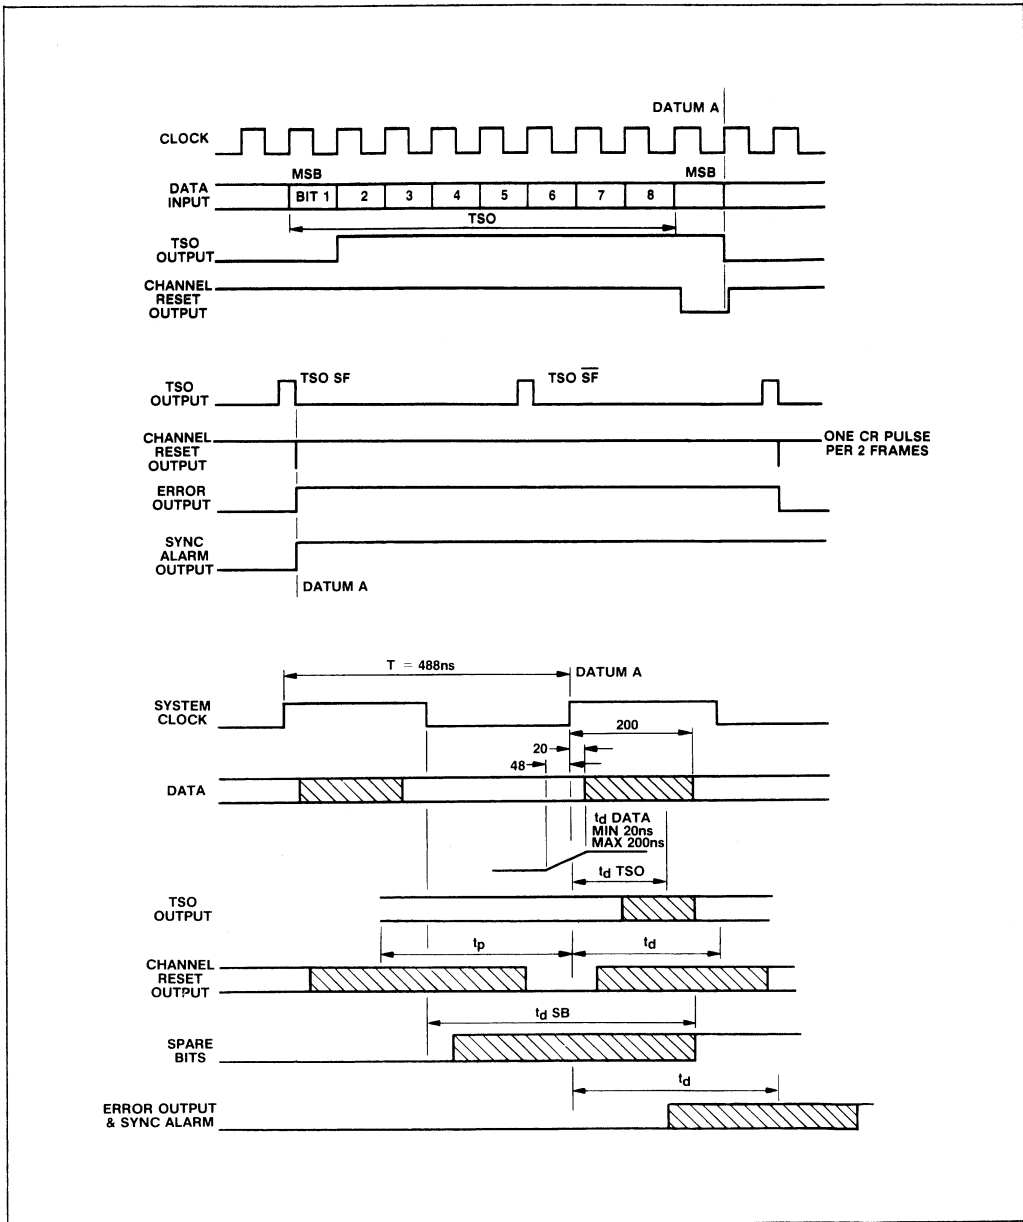 DATUM A
CLOCK
MSB
MSB
DATA
INPUT
BIT 1 2 3 4 5 6 7 8
TSO
TSO
OUTPUT
CHANNEL
RESET
OUTPUT
TSO SF
TSO S̅F̅
TSO
OUTPUT
CHANNEL
RESET
OUTPUT
ONE CR PULSE
PER 2 FRAMES
ERROR
OUTPUT
SYNC
ALARM
OUTPUT
DATUM A
T = 488ns
DATUM A
SYSTEM
CLOCK
200
20
48
DATA
td DATA
MIN 20ns
MAX 200ns
td TSO
TSO
OUTPUT
tp
td
CHANNEL
RESET
OUTPUT
td SB
SPARE
BITS
td
ERROR OUTPUT
& SYNC ALARM